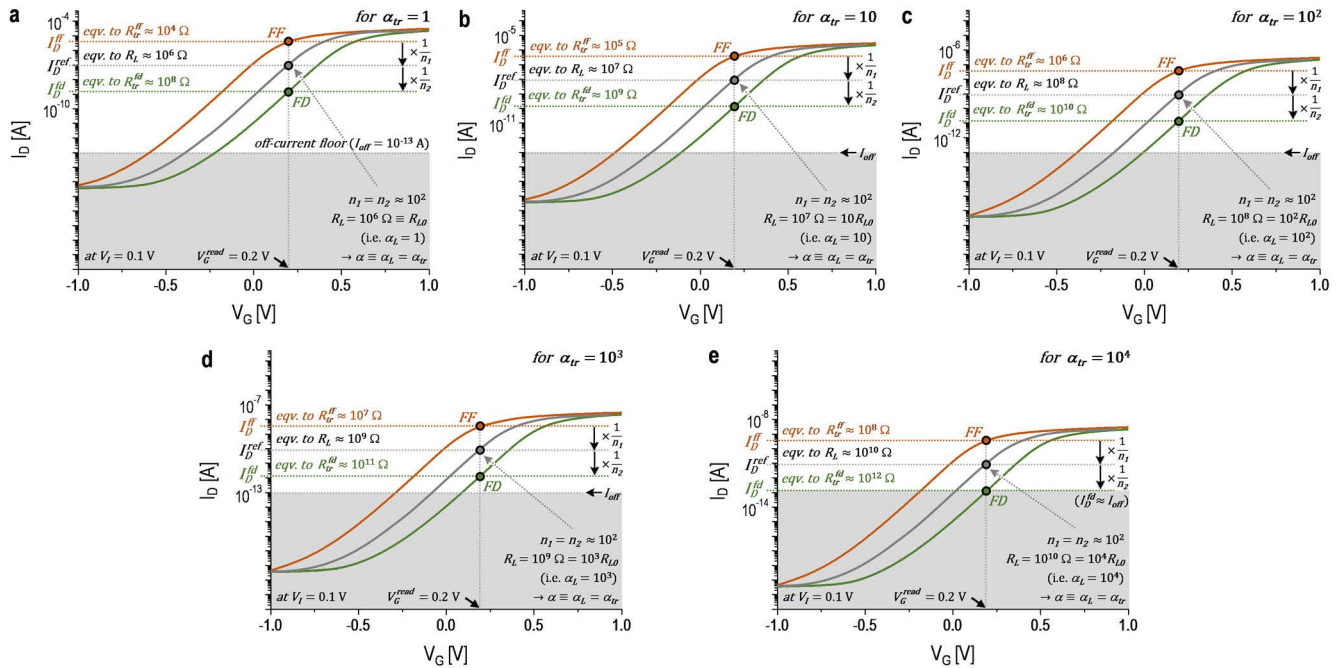 a
for α_tr = 1
10^-4
eqv. to R_tr^ff ≈ 10^4 Ω
FF
I_D^ff
eqv. to R_L ≈ 10^6 Ω
× 1/n_1
I_D^ref
eqv. to R_tr^fd ≈ 10^8 Ω
× 1/n_2
I_D^fd
FD
10^-10
I_D [A]
off-current floor (I_off = 10^-13 A)
n_1 = n_2 ≈ 10^2
R_L = 10^6 Ω ≡ R_L0
(i.e. α_L = 1)
at V_I = 0.1 V
V_G^read = 0.2 V
→ α ≡ α_L = α_tr
-1.0 -0.5 0.0 0.5 1.0
V_G [V]
b
for α_tr = 10
10^-5
eqv. to R_tr^ff ≈ 10^5 Ω
FF
I_D^ff
eqv. to R_L ≈ 10^7 Ω
× 1/n_1
I_D^ref
eqv. to R_tr^fd ≈ 10^9 Ω
× 1/n_2
I_D^fd
FD
10^-11
I_D [A]
I_off
n_1 = n_2 ≈ 10^2
R_L = 10^7 Ω = 10R_L0
(i.e. α_L = 10)
at V_I = 0.1 V
V_G^read = 0.2 V
→ α ≡ α_L = α_tr
-1.0 -0.5 0.0 0.5 1.0
V_G [V]
c
for α_tr = 10^2
10^-6
eqv. to R_tr^ff ≈ 10^6 Ω
FF
I_D^ff
eqv. to R_L ≈ 10^8 Ω
× 1/n_1
I_D^ref
eqv. to R_tr^fd ≈ 10^10 Ω
× 1/n_2
I_D^fd
FD
10^-12
I_D [A]
I_off
n_1 = n_2 ≈ 10^2
R_L = 10^8 Ω = 10^2R_L0
(i.e. α_L = 10^2)
at V_I = 0.1 V
V_G^read = 0.2 V
→ α ≡ α_L = α_tr
-1.0 -0.5 0.0 0.5 1.0
V_G [V]
d
for α_tr = 10^3
10^-7
eqv. to R_tr^ff ≈ 10^7 Ω
FF
I_D^ff
eqv. to R_L ≈ 10^9 Ω
× 1/n_1
I_D^ref
eqv. to R_tr^fd ≈ 10^11 Ω
× 1/n_2
I_D^fd
FD
10^-13
I_D [A]
I_off
n_1 = n_2 ≈ 10^2
R_L = 10^9 Ω = 10^3R_L0
(i.e. α_L = 10^3)
at V_I = 0.1 V
V_G^read = 0.2 V
→ α ≡ α_L = α_tr
-1.0 -0.5 0.0 0.5 1.0
V_G [V]
e
for α_tr = 10^4
10^-8
eqv. to R_tr^ff ≈ 10^8 Ω
FF
I_D^ff
eqv. to R_L ≈ 10^10 Ω
× 1/n_1
I_D^ref
eqv. to R_tr^fd ≈ 10^12 Ω
× 1/n_2
I_D^fd
FD
(I_D^fd ≈ I_off)
10^-14
I_D [A]
n_1 = n_2 ≈ 10^2
R_L = 10^10 Ω = 10^4R_L0
(i.e. α_L = 10^4)
at V_I = 0.1 V
V_G^read = 0.2 V
→ α ≡ α_L = α_tr
-1.0 -0.5 0.0 0.5 1.0
V_G [V]